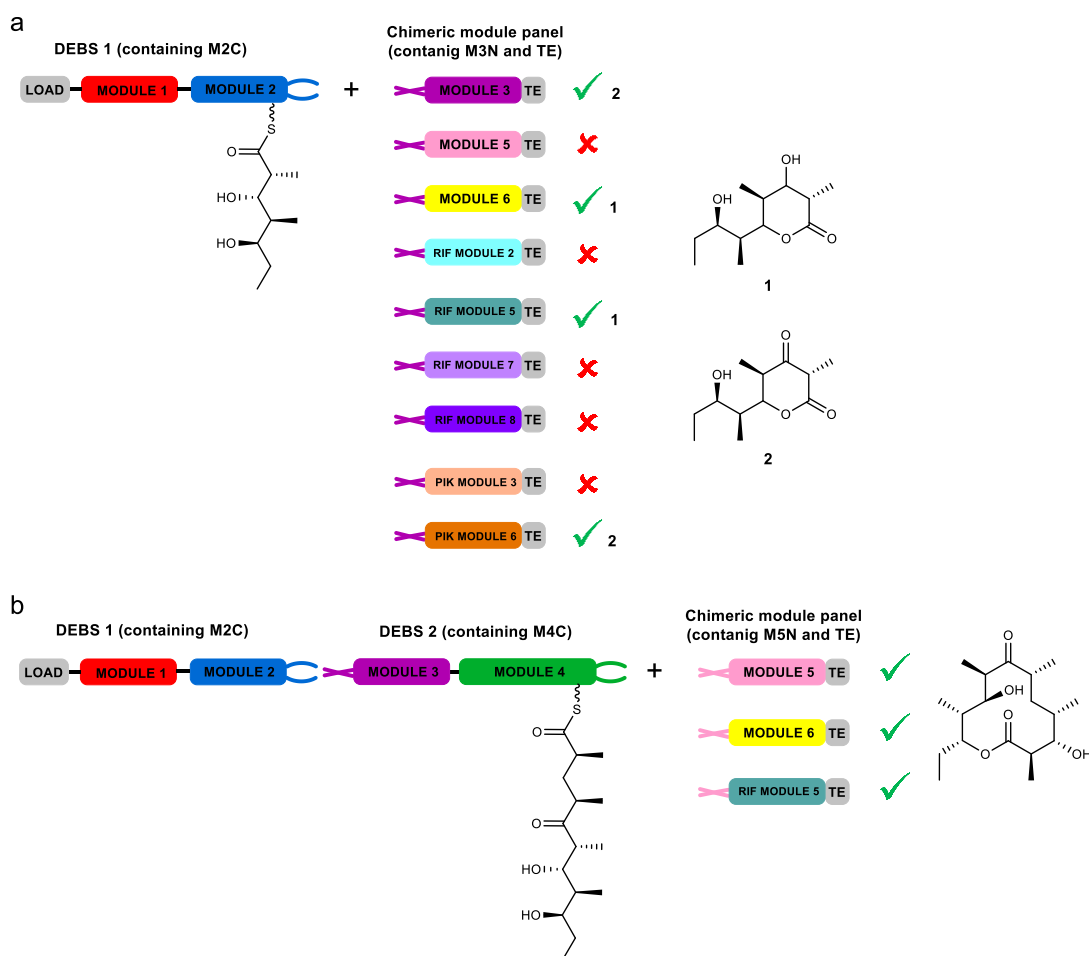 a
DEBS 1 (containing M2C)
Chimeric module panel
(contanig M3N and TE)
LOAD MODULE 1 MODULE 2 + MODULE 3 TE 2
S
O
HO
HO
MODULE 5 TE
MODULE 6 TE 1
RIF MODULE 2 TE
RIF MODULE 5 TE 1
RIF MODULE 7 TE
RIF MODULE 8 TE
PIK MODULE 3 TE
PIK MODULE 6 TE 2
OH
OH
O
O
1
O
OH
O
O
2
b
DEBS 1 (containing M2C)
DEBS 2 (containing M4C)
Chimeric module panel
(contanig M5N and TE)
LOAD MODULE 1 MODULE 2 MODULE 3 MODULE 4 + MODULE 5 TE
S
O
O
HO
HO
MODULE 6 TE
RIF MODULE 5 TE
O
OH
O
O
OH